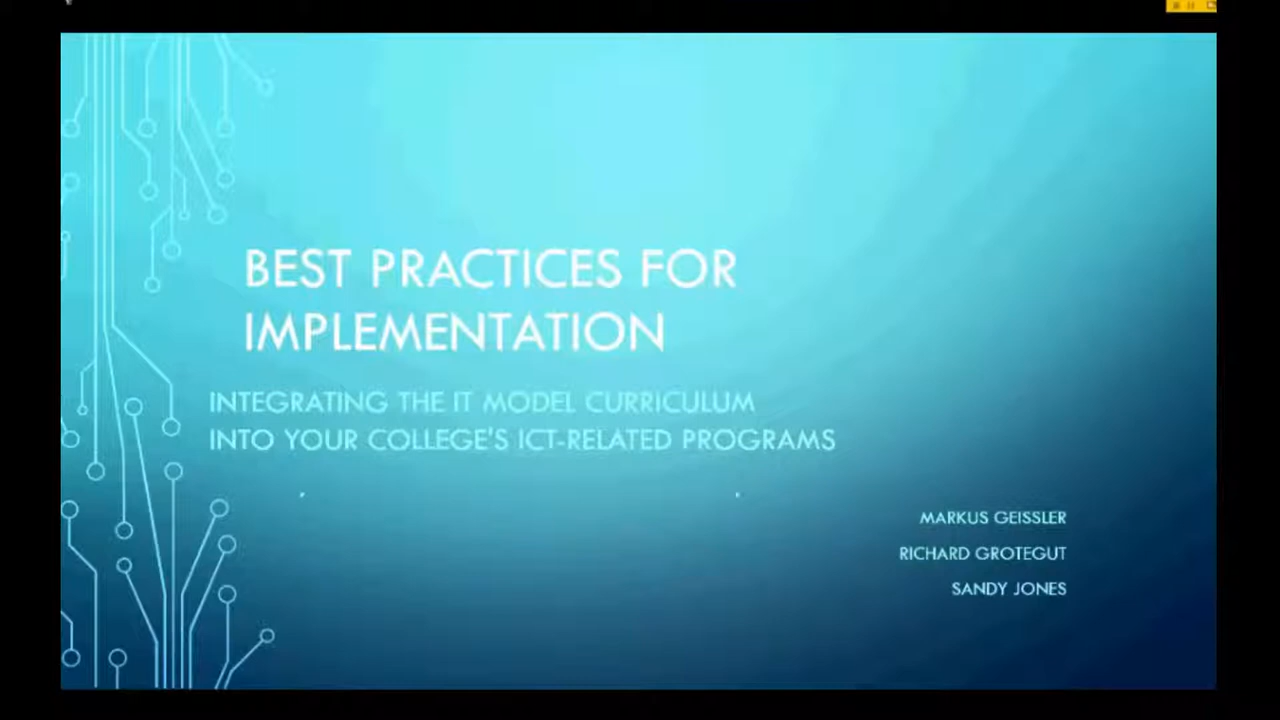 BEST PRACTICES FOR
IMPLEMENTATION
INTEGRATING THE IT MODEL CURRICULUM
INTO YOUR COLLEGE'S ICT-RELATED PROGRAMS
MARKUS GEISSLER
RICHARD GROTEGUT
SANDY JONES